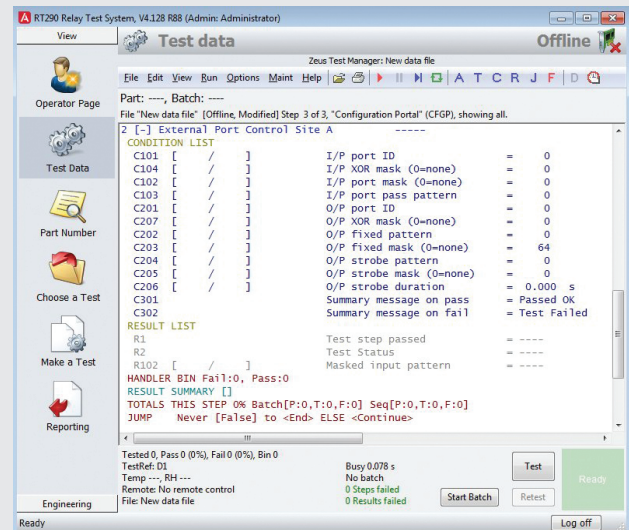 RT290 Relay Test System, V4.128 R88 (Admin: Administrator)
View
Test data
Offline
Zeus Test Manager: New data file
File Edit View Run Options Maint Help A T C R J F D
Operator Page
Part: ----, Batch: ----
File "New data file" [Offline, Modified] Step 3 of 3, "Configuration Portal" (CFGP), showing all.
2 [-] External Port Control Site A -----
CONDITION LIST
C101 [ / ] I/P port ID = 0
C104 [ / ] I/P XOR mask (0=none) = 0
C102 [ / ] I/P port mask (0=none) = 0
C103 [ / ] I/P port pass pattern = 0
C201 [ / ] O/P port ID = 0
C207 [ / ] O/P XOR mask (0=none) = 0
C202 [ / ] O/P fixed pattern = 0
C203 [ / ] O/P fixed mask (0=none) = 64
C204 [ / ] O/P strobe pattern = 0
C205 [ / ] O/P strobe mask (0=none) = 0
C206 [ / ] O/P strobe duration = 0.000 s
C301 Summary message on pass = Passed OK
C302 Summary message on fail = Test Failed
RESULT LIST
R1 Test step passed = ----
R2 Test Status = ----
R102 [ / ] Masked input pattern = ----
HANDLER BIN Fail:0, Pass:0
RESULT SUMMARY []
TOTALS THIS STEP 0% Batch[P:0,T:0,F:0] Seq[P:0,T:0,F:0]
JUMP Never [False] to <End> ELSE <Continue>
Test Data
Part Number
Choose a Test
Make a Test
Reporting
Engineering
Tested 0, Pass 0 (0%), Fail 0 (0%), Bin 0
TestRef: D1 Busy 0.078 s
Temp ---, RH --- No batch
Remote: No remote control 0 Steps failed
File: New data file 0 Results failed
Start Batch
Test
Retest
Ready
Ready
Log off